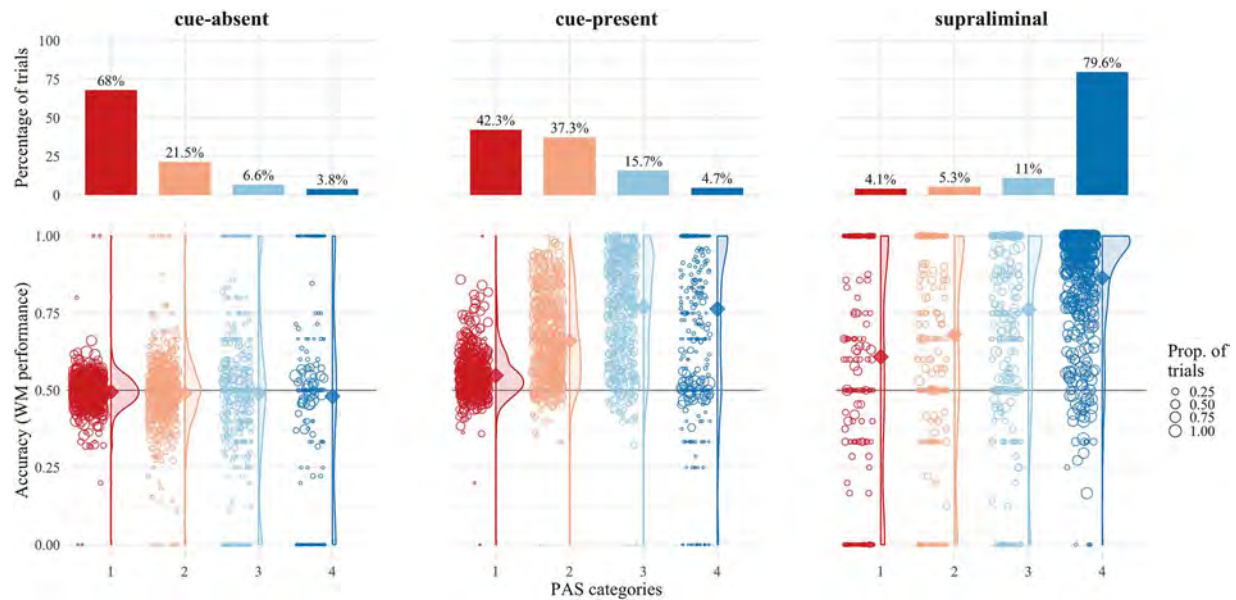 cue-absent
cue-present
supraliminal
Percentage of trials
100
75
50
25
0
68%
21.5%
6.6%
3.8%
42.3%
37.3%
15.7%
4.7%
4.1%
5.3%
11%
79.6%
Accuracy (WM performance)
1.00
0.75
0.50
0.25
0.00
1 2 3 4
1 2 3 4
1 2 3 4
PAS categories
Prop. of
trials
0.25
0.50
0.75
1.00